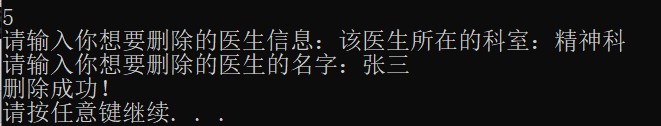 5
请输入你想要删除的医生信息：该医生所在的科室：精神科
请输入你想要删除的医生的名字：张三
删除成功！
请按任意键继续. . .